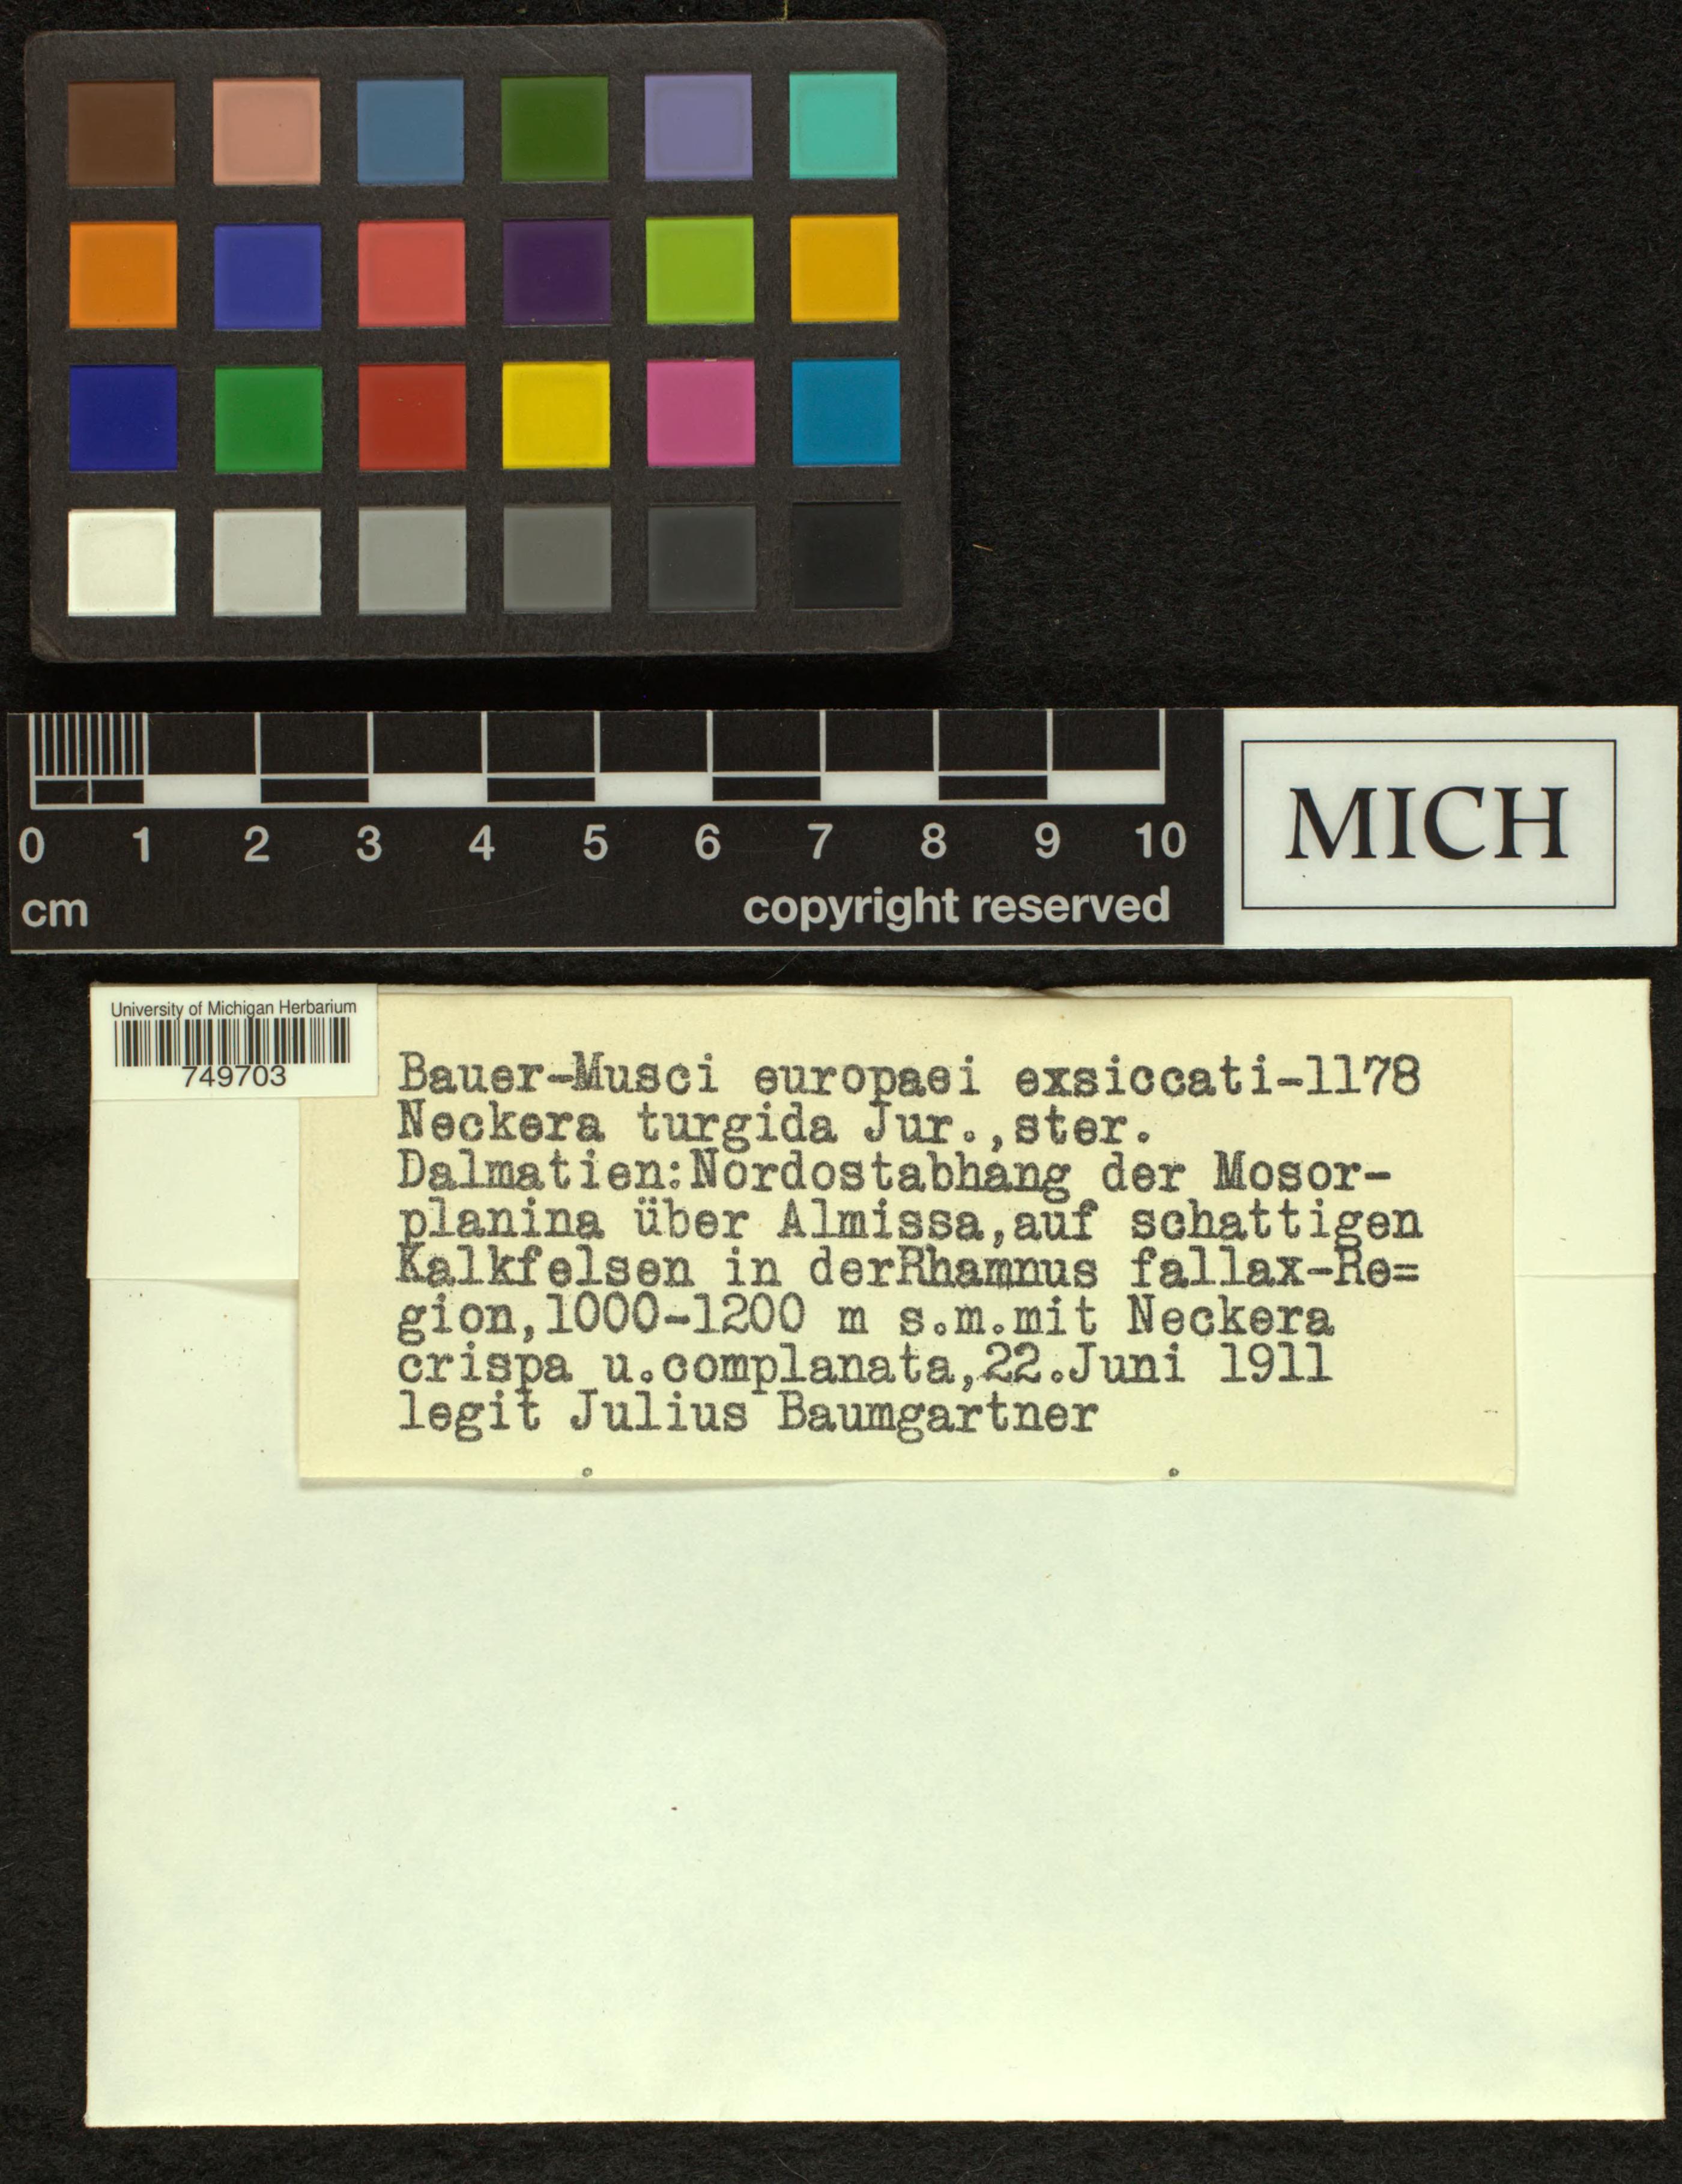 0 1 2 3 4 5 6 7 8 9 10
cm copyright reserved
MICH
University of Michigan Herbarium
749703
Bauer-Musci europaei exsiccati-1178
Neckera turgida Jur.,ster.
Dalmatien:Nordostabhang der Mosor-
planina über Almissa,auf schattigen
Kalkfelsen in derRhamnus fallax-Re=
gion,1000-1200 m s.m.mit Neckera
crispa u.complanata,22.Juni 1911
legit Julius Baumgartner